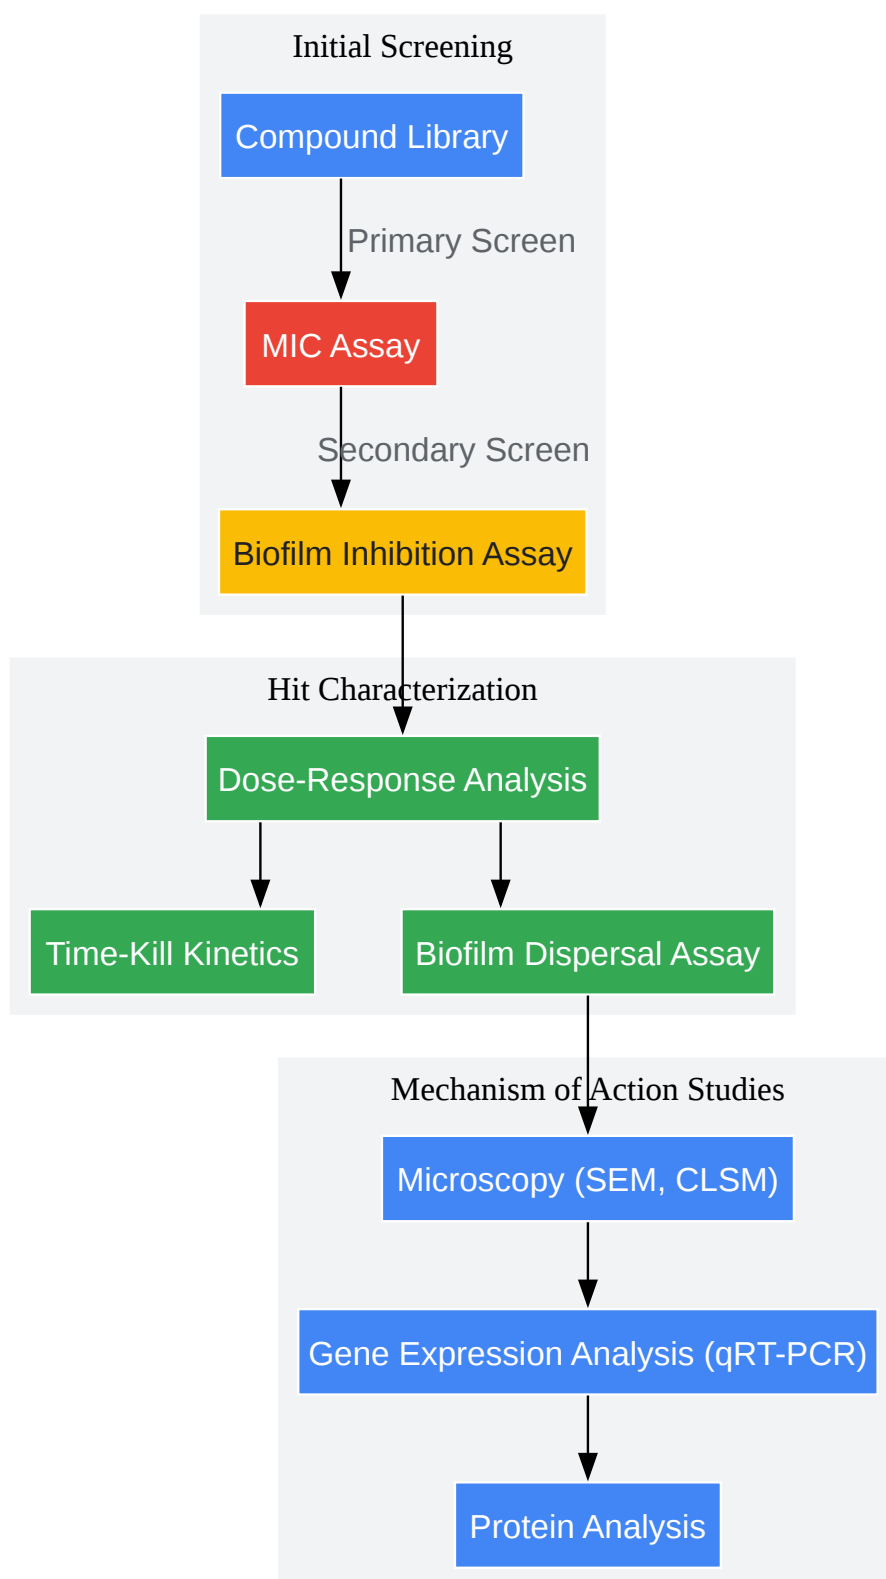 Initial Screening
Compound Library
Primary Screen
MIC Assay
Secondary Screen
Biofilm Inhibition Assay
Hit Characterization
Dose-Response Analysis
Time-Kill Kinetics
Biofilm Dispersal Assay
Mechanism of Action Studies
Microscopy (SEM, CLSM)
Gene Expression Analysis (qRT-PCR)
Protein Analysis